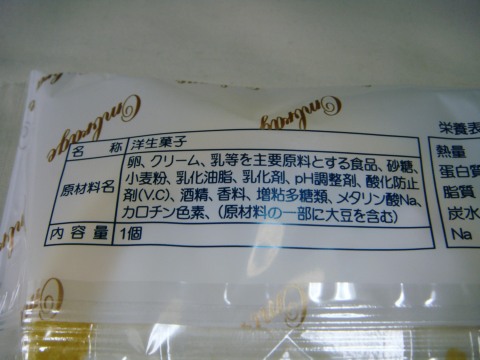 Ombrage
Ombrage
名 称 洋生菓子
原材料名 卵、クリーム、乳等を主要原料とする食品、砂糖、
小麦粉、乳化油脂、乳化剤、pH調整剤、酸化防止
剤(V.C)、酒精、香料、増粘多糖類、メタリン酸Na、
カロチン色素、(原材料の一部に大豆を含む)
内容量 1個
栄養表
熱量
蛋白質
脂質
炭水
Na
Ombrage